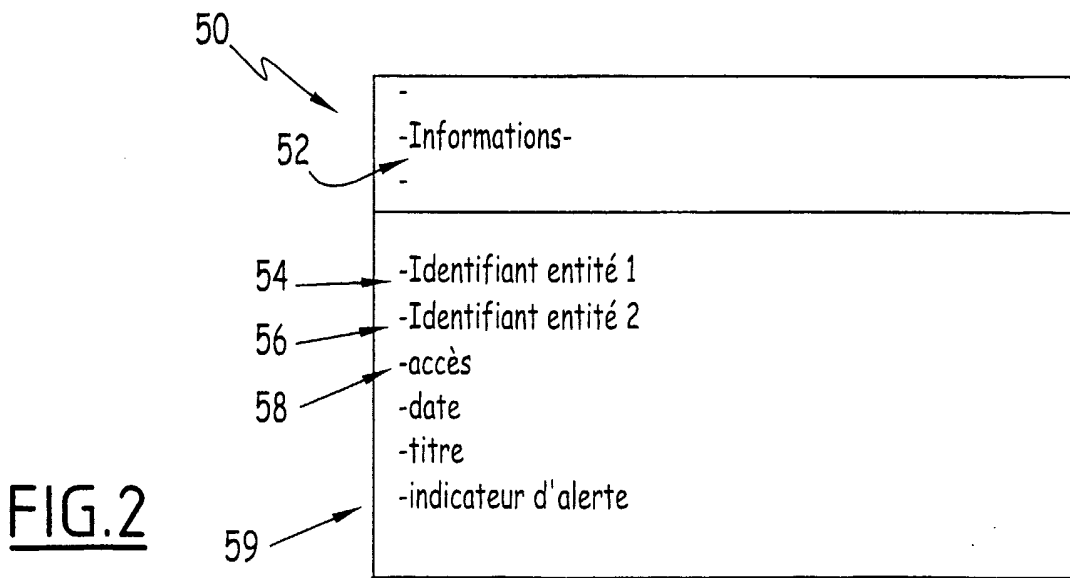 50
-
-Informations-
52
-
54
-Identifiant entité 1
-Identifiant entité 2
56
-accès
58
-date
-titre
-indicateur d'alerte
FIG.2
59